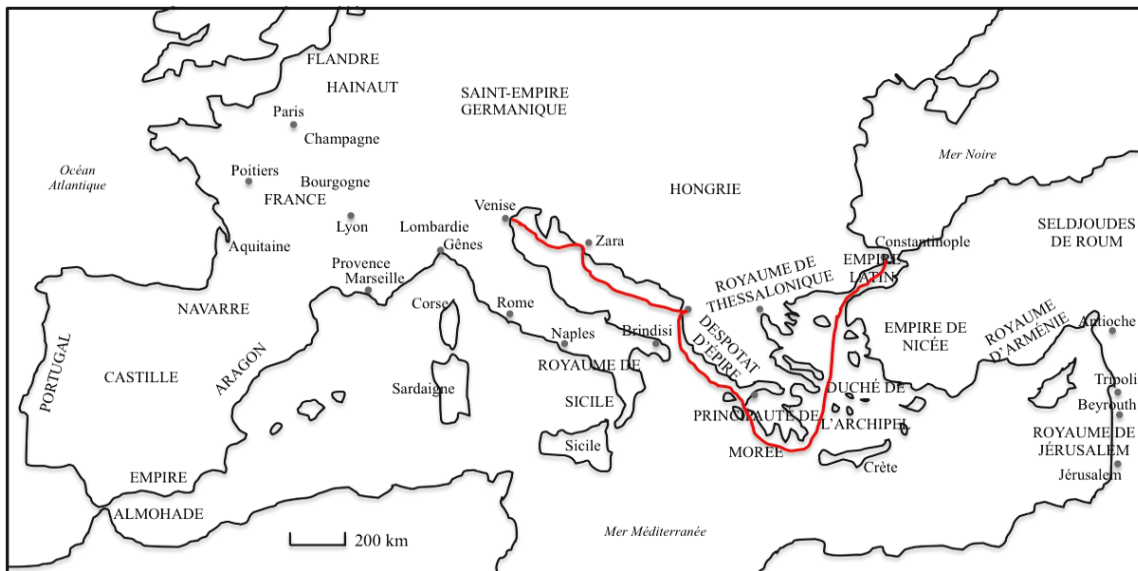 FLANDRE
HAINAUT
SAINT-EMPIRE
GERMANIQUE
Paris
Champagne
Océan
Atlantique
Mer Noire
Poitiers
Bourgogne
FRANCE
HONGRIE
Venise
Lyon
Lombardie
SELDJOUDES
DE ROUM
Aquitaine
Gênes
Zara
Constantinople
Provence
Marseille
EMPIRE
LATIN
ROYAUME DE
THESSALONIQUE
NAVARRE
Corse
Rome
Naples
Brindisi
DESPOTAT
D'ÉPIRE
EMPIRE DE
NICÉE
ROYAUME
D'ARMÉNIE
Antioche
PORTUGAL
CASTILLE
ARAGON
Sardaigne
ROYAUME DE
SICILE
DUCHÉ DE
L'ARCHIPEL
Tripoli
Beyrouth
PRINCIPAUTÉ DE
MORÉE
ROYAUME DE
JÉRUSALEM
Sicile
Crète
Jérusalem
EMPIRE
ALMOHADE
200 km
Mer Méditerranée